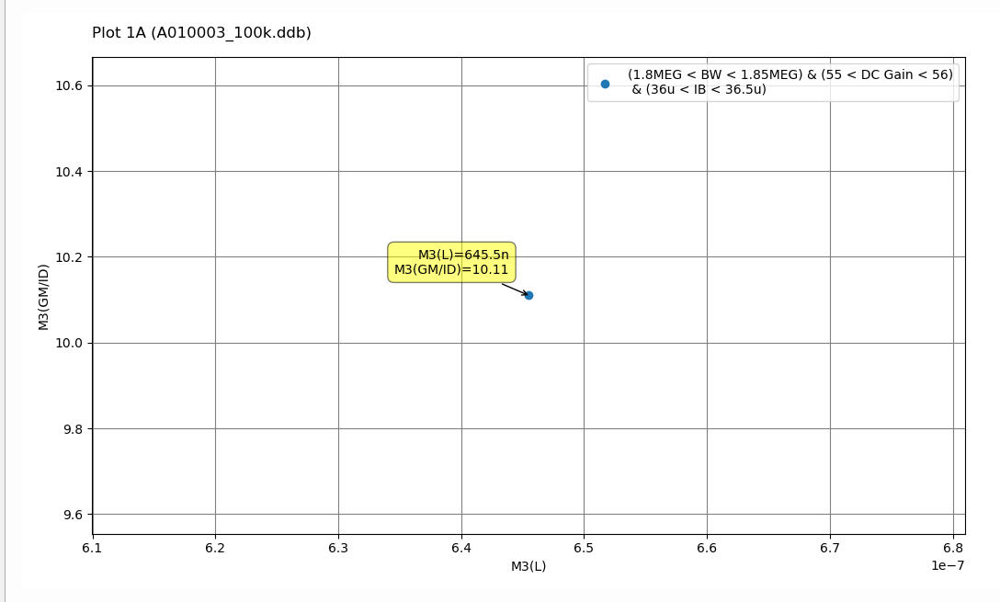 Plot 1A (A010003_100k.ddb)
(1.8MEG < BW < 1.85MEG) & (55 < DC Gain < 56)
& (36u < IB < 36.5u)
10.6
10.4
10.2
10.0
9.8
9.6
M3(GM/ID)
M3(L)=645.5n
M3(GM/ID)=10.11
6.1 6.2 6.3 6.4 6.5 6.6 6.7 6.8
1e−7
M3(L)